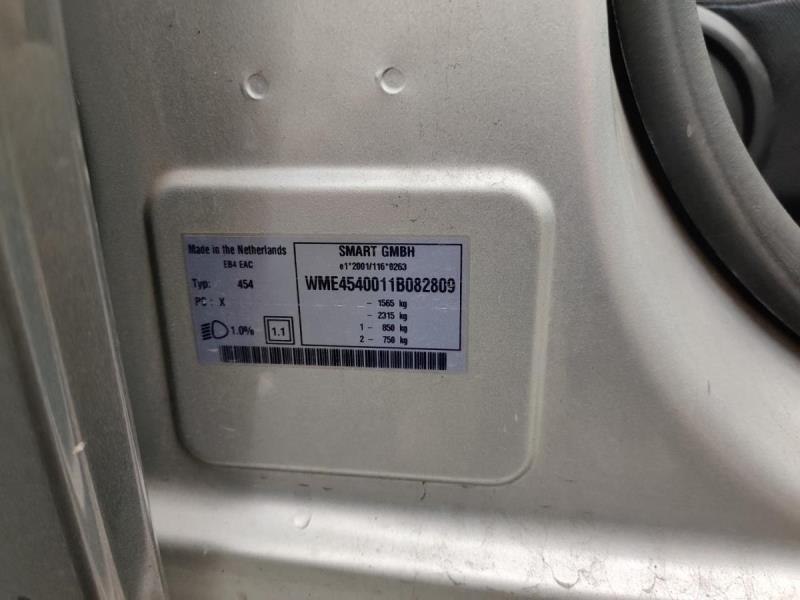 Made in the Netherlands
EB4 EAC
Typ: 454
PC: X
1.0%
1.1
SMART GMBH
e1*2001/116*0263
WME4540011B082809
– 1565 kg
– 2315 kg
1 – 850 kg
2 – 750 kg